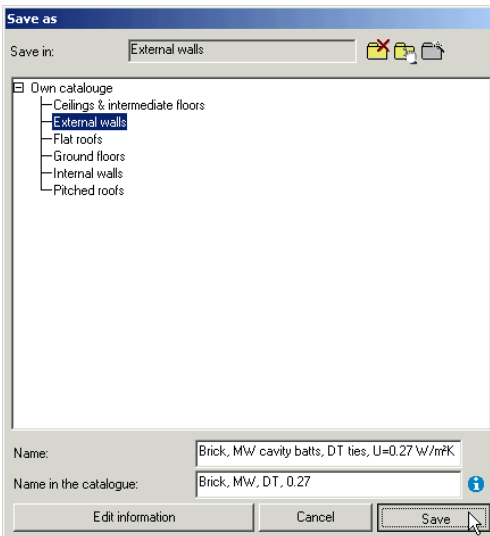 Save as
Save in: External walls
Own catalouge
Ceilings & intermediate floors
External walls
Flat roofs
Ground floors
Internal walls
Pitched roofs
Name: Brick, MW cavity batts, DT ties, U=0.27 W/m²K
Name in the catalogue: Brick, MW, DT, 0.27
Edit information Cancel Save